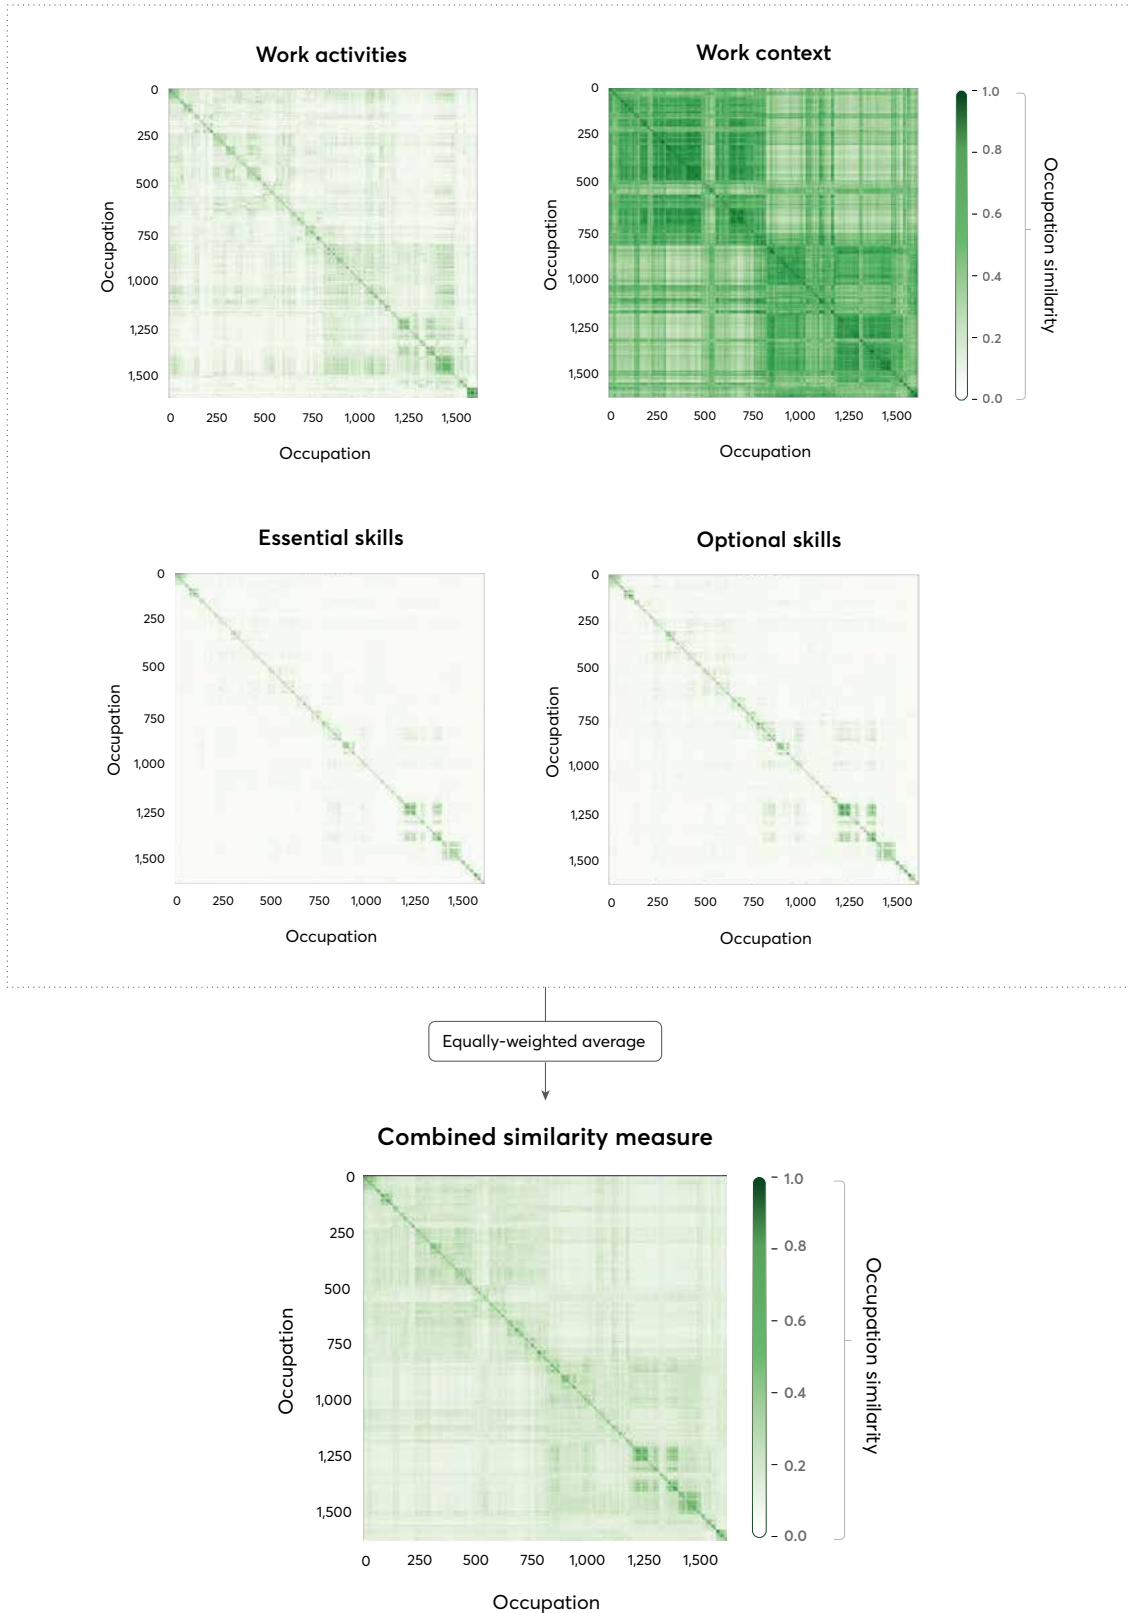 Work activities
0
250
500
750
1,000
1,250
1,500
Occupation
0 250 500 750 1,000 1,250 1,500
Occupation
Work context
0
250
500
750
1,000
1,250
1,500
Occupation
0 250 500 750 1,000 1,250 1,500
Occupation
1.0
0.8
0.6
0.4
0.2
0.0
Occupation similarity
Essential skills
0
250
500
750
1,000
1,250
1,500
Occupation
0 250 500 750 1,000 1,250 1,500
Occupation
Optional skills
0
250
500
750
1,000
1,250
1,500
Occupation
0 250 500 750 1,000 1,250 1,500
Occupation
Equally-weighted average
Combined similarity measure
0
250
500
750
1,000
1,250
1,500
Occupation
0 250 500 750 1,000 1,250 1,500
Occupation
1.0
0.8
0.6
0.4
0.2
0.0
Occupation similarity